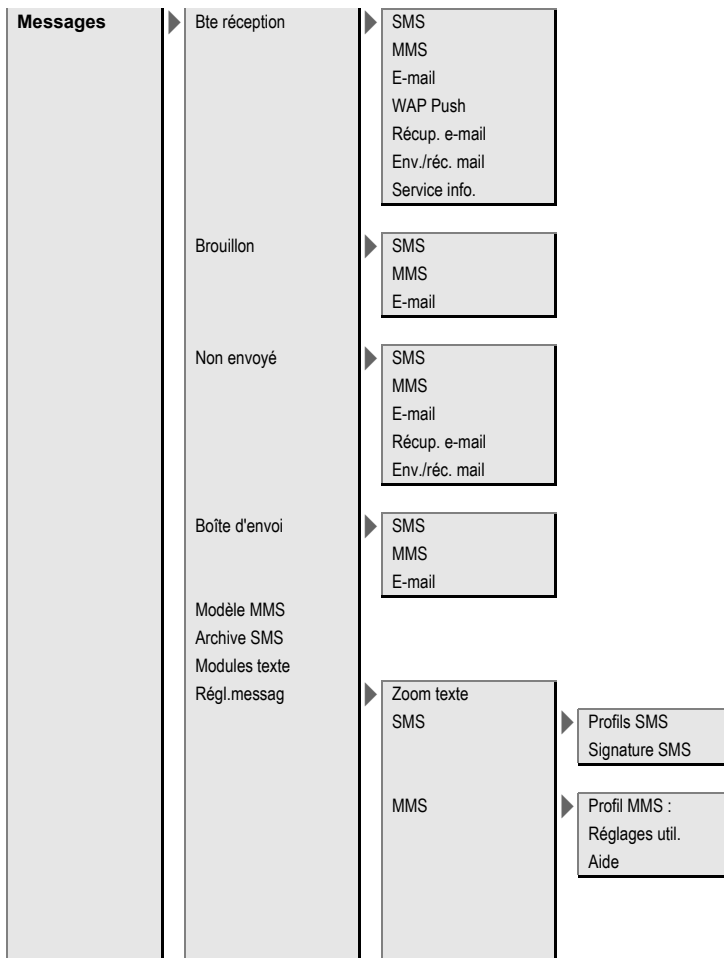 Messages
Bte réception
SMS
MMS
E-mail
WAP Push
Récup. e-mail
Env./réc. mail
Service info.
Brouillon
SMS
MMS
E-mail
Non envoyé
SMS
MMS
E-mail
Récup. e-mail
Env./réc. mail
Boîte d'envoi
SMS
MMS
E-mail
Modèle MMS
Archive SMS
Modules texte
Régl.messag
Zoom texte
SMS
Profils SMS
Signature SMS
MMS
Profil MMS :
Réglages util.
Aide